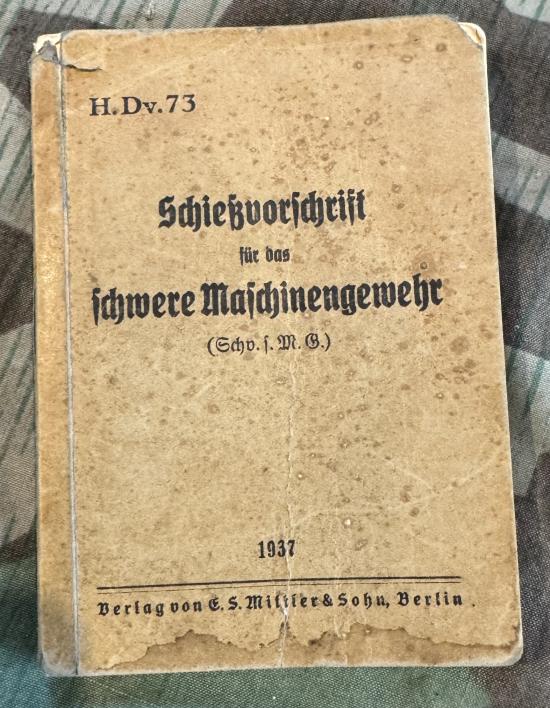 H.Dv.73
Schießvorschrift
für das
schwere Maschinengewehr
(Schv. s. M. G.)
1937
Verlag von E. S. Mittler & Sohn, Berlin